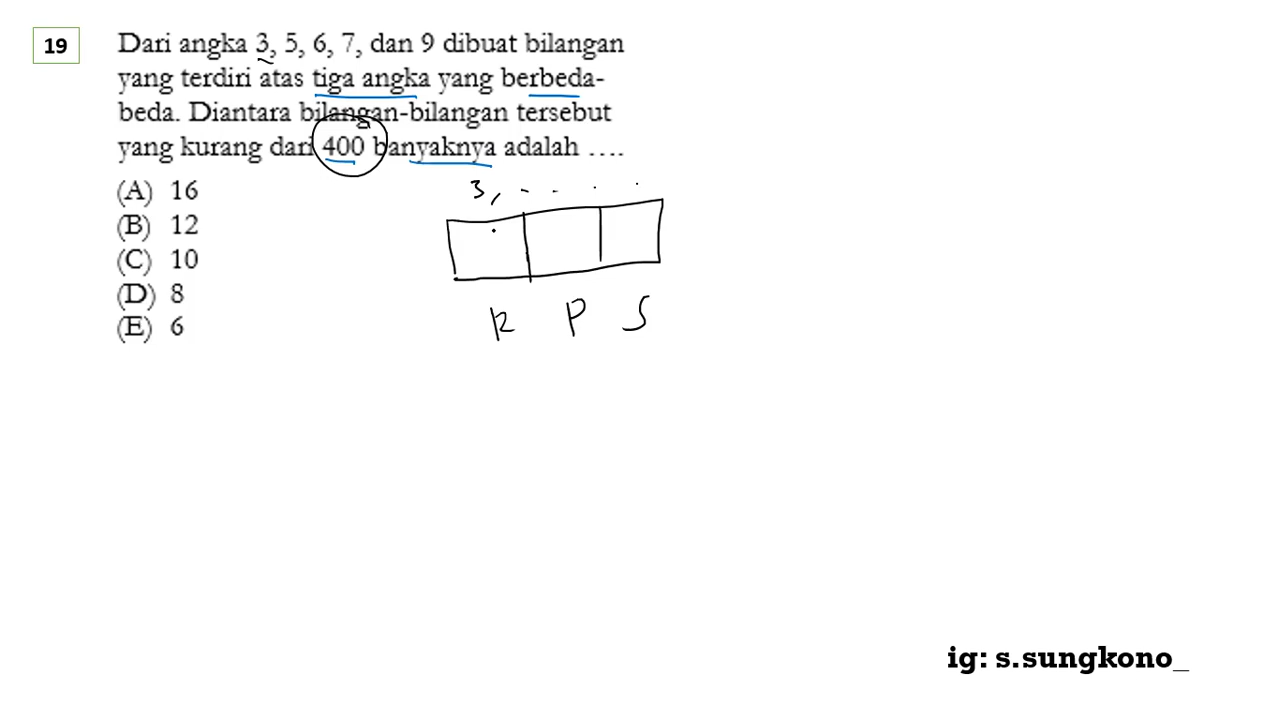 19
Dari angka 3, 5, 6, 7, dan 9 dibuat bilangan
yang terdiri atas tiga angka yang berbeda-
beda. Diantara bilangan-bilangan tersebut
yang kurang dari 400 banyaknya adalah ....
(A) 16
(B) 12
(C) 10
(D) 8
(E) 6
3, - - . .
R P S
ig: s.sungkono_